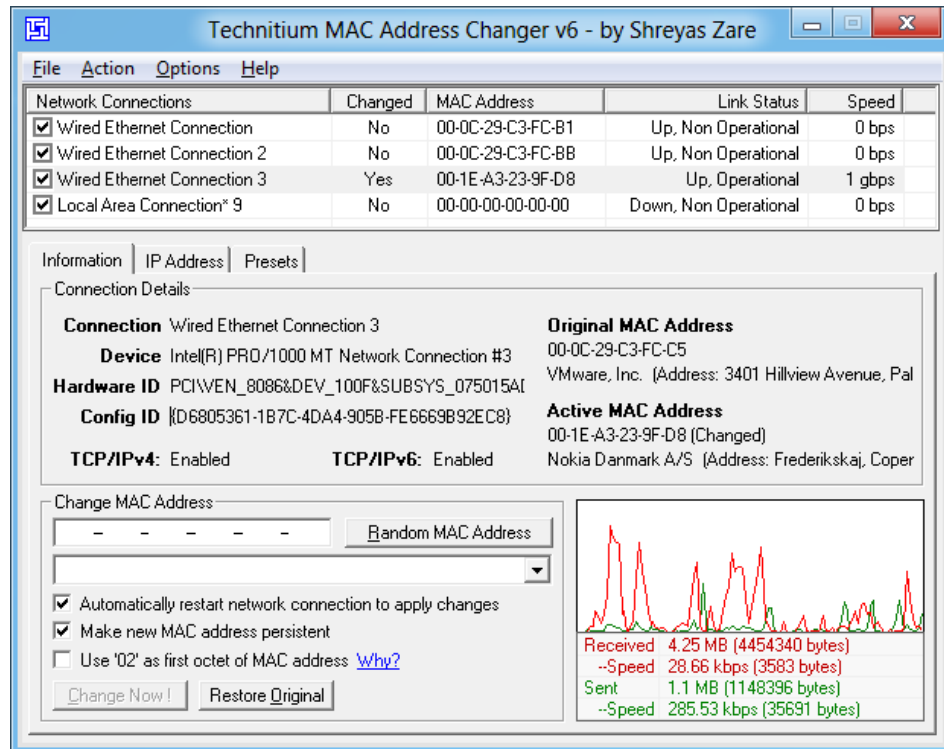 Technitium MAC Address Changer v6 - by Shreyas Zare
File Action Options Help
Network Connections Changed MAC Address Link Status Speed
Wired Ethernet Connection No 00-0C-29-C3-FC-B1 Up, Non Operational 0 bps
Wired Ethernet Connection 2 No 00-0C-29-C3-FC-BB Up, Non Operational 0 bps
Wired Ethernet Connection 3 Yes 00-1E-A3-23-9F-D8 Up, Operational 1 gbps
Local Area Connection* 9 No 00-00-00-00-00-00 Down, Non Operational 0 bps
Information IP Address Presets
Connection Details
Connection Wired Ethernet Connection 3
Device Intel(R) PRO/1000 MT Network Connection #3
Hardware ID PCI\VEN_8086&DEV_100F&SUBSYS_075015AD
Config ID {D6805361-1B7C-4DA4-905B-FE6669B92EC8}
TCP/IPv4: Enabled TCP/IPv6: Enabled
Original MAC Address
00-0C-29-C3-FC-C5
VMware, Inc. (Address: 3401 Hillview Avenue, Pal
Active MAC Address
00-1E-A3-23-9F-D8 (Changed)
Nokia Danmark A/S (Address: Frederikskaj, Coper
Change MAC Address
- - - - -
Random MAC Address
Automatically restart network connection to apply changes
Make new MAC address persistent
Use '02' as first octet of MAC address Why?
Change Now ! Restore Original
Received 4.25 MB (4454340 bytes)
--Speed 28.66 kbps (3583 bytes)
Sent 1.1 MB (1148396 bytes)
--Speed 285.53 kbps (35691 bytes)